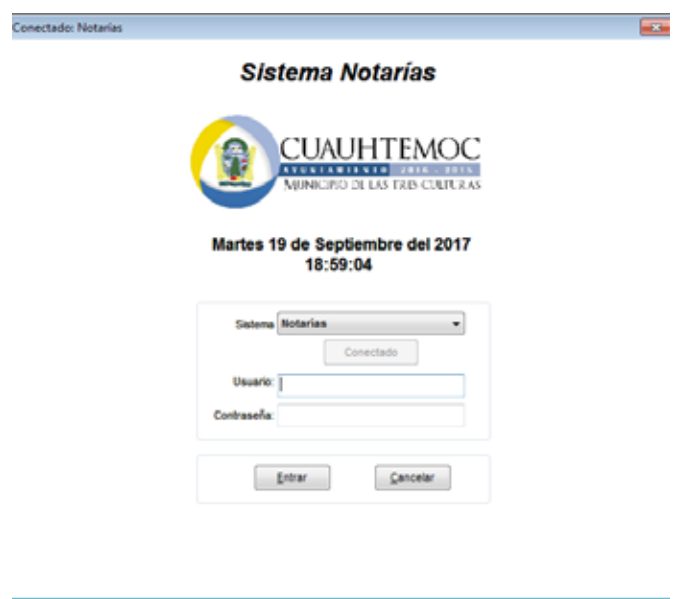 Conectado: Notarías
Sistema Notarías
CUAUHTEMOC
AYUNTAMIENTO 2016 - 2018
MUNICIPIO DE LAS TRES CULTURAS
Martes 19 de Septiembre del 2017
18:59:04
Sistema Notarias
Conectado
Usuario:
Contraseña:
Entrar Cancelar